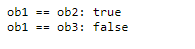 ob1 == ob2: true
ob1 == ob3: false